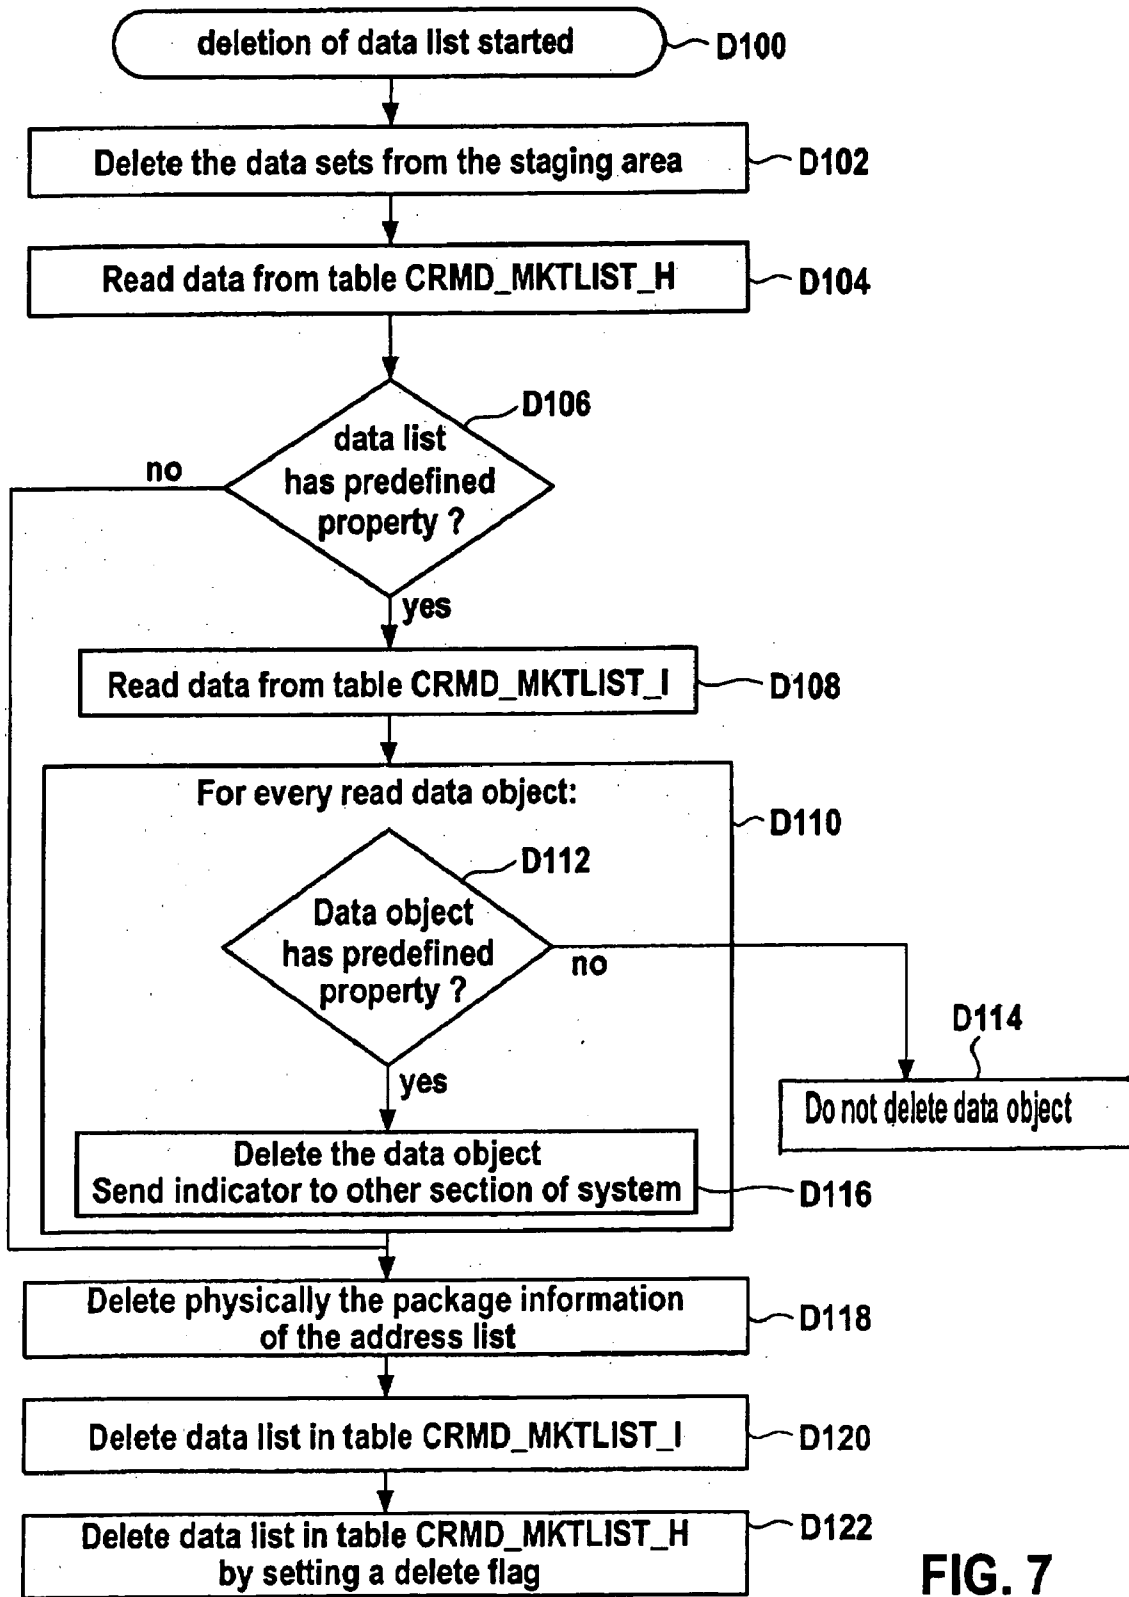 deletion of data list started
D100
Delete the data sets from the staging area
D102
Read data from table CRMD_MKTLIST_H
D104
D106
data list
has predefined
property ?
no
yes
Read data from table CRMD_MKTLIST_I
D108
For every read data object:
D110
D112
Data object
has predefined
property ?
no
yes
D114
Do not delete data object
Delete the data object
Send indicator to other section of system
D116
Delete physically the package information
of the address list
D118
Delete data list in table CRMD_MKTLIST_I
D120
Delete data list in table CRMD_MKTLIST_H
by setting a delete flag
D122
FIG. 7